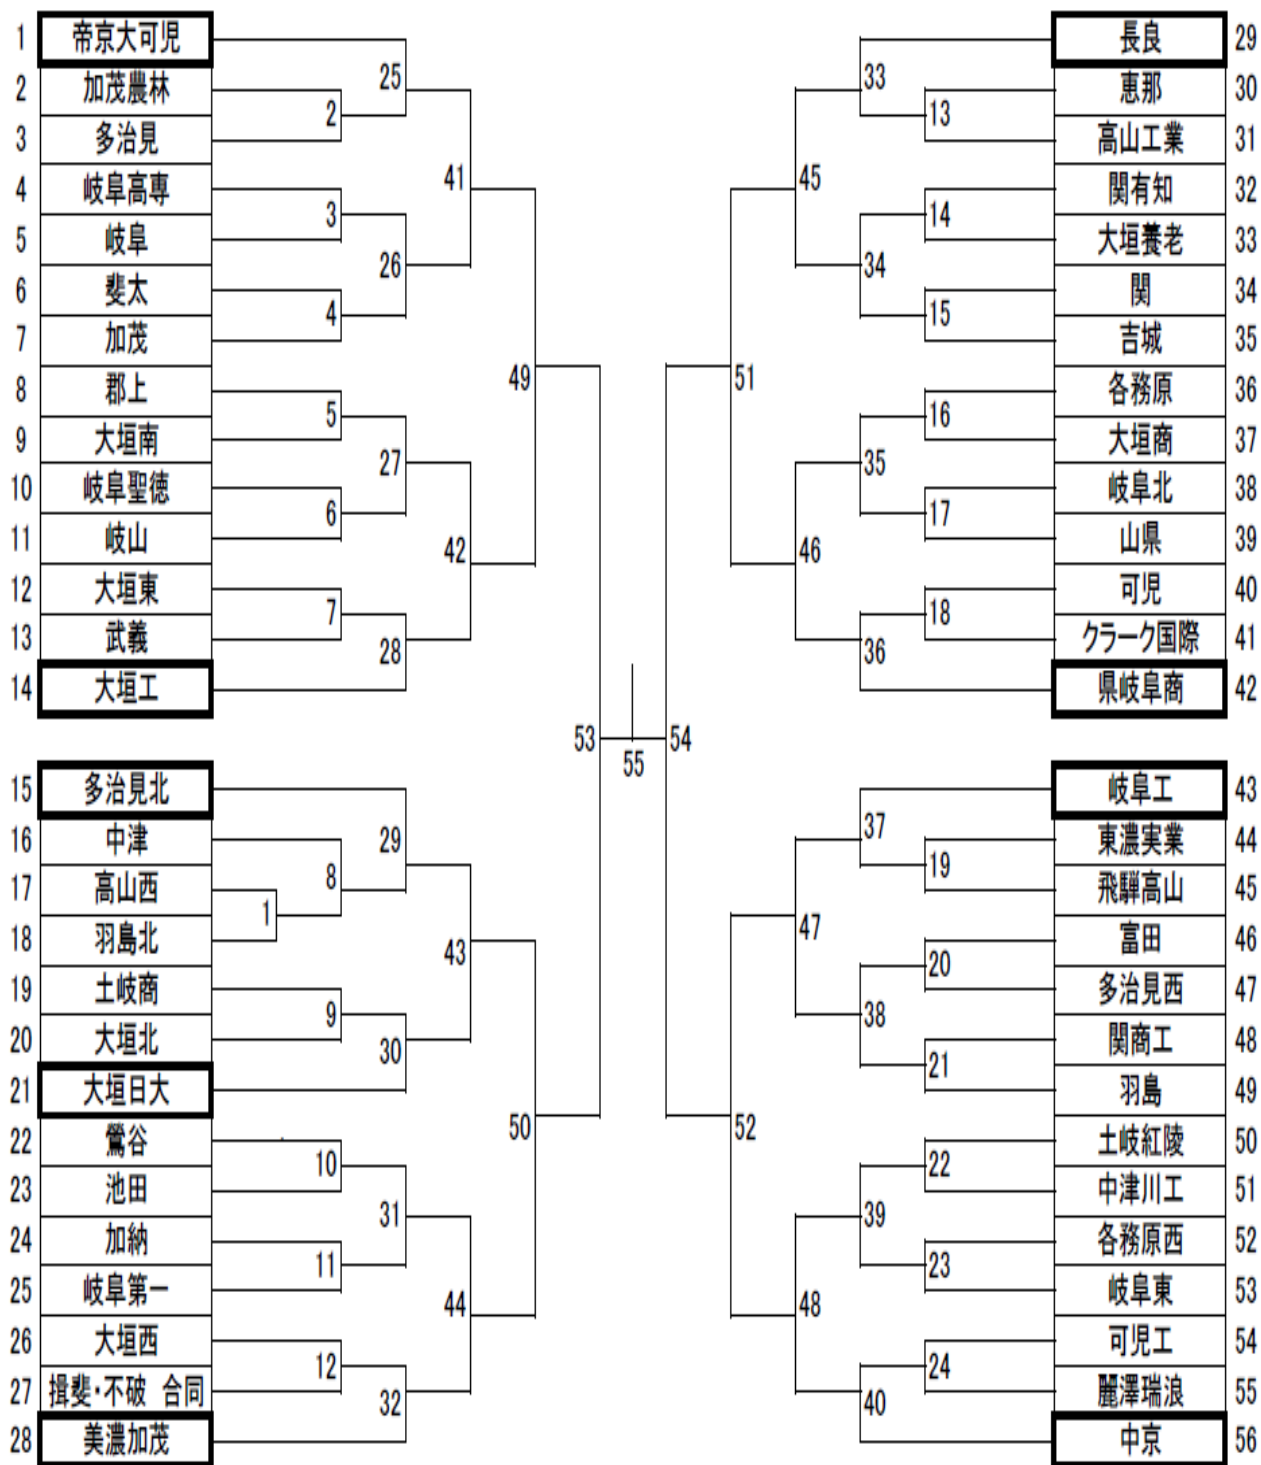 1 帝京大可児
2 加茂農林
3 多治見
4 岐阜高専
5 岐阜
6 斐太
7 加茂
8 郡上
9 大垣南
10 岐阜聖徳
11 岐山
12 大垣東
13 武義
14 大垣工
15 多治見北
16 中津
17 高山西
18 羽島北
19 土岐商
20 大垣北
21 大垣日大
22 鶯谷
23 池田
24 加納
25 岐阜第一
26 大垣西
27 揖斐・不破 合同
28 美濃加茂
25
2
41
3
26
4
49
5
27
6
42
7
28
29
8
1
43
9
30
50
10
31
11
44
12
32
53
55
54
33
13
45
14
34
15
51
16
35
17
46
18
36
37
19
47
20
38
21
52
22
39
23
48
24
40
長良 29
恵那 30
高山工業 31
関有知 32
大垣養老 33
関 34
吉城 35
各務原 36
大垣商 37
岐阜北 38
山県 39
可児 40
クラーク国際 41
県岐阜商 42
岐阜工 43
東濃実業 44
飛騨高山 45
富田 46
多治見西 47
関商工 48
羽島 49
土岐紅陵 50
中津川工 51
各務原西 52
岐阜東 53
可児工 54
麗澤瑞浪 55
中京 56